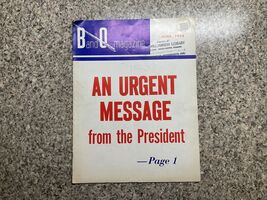 B and O magazine
AN URGENT
MESSAGE
from the President
—Page 1